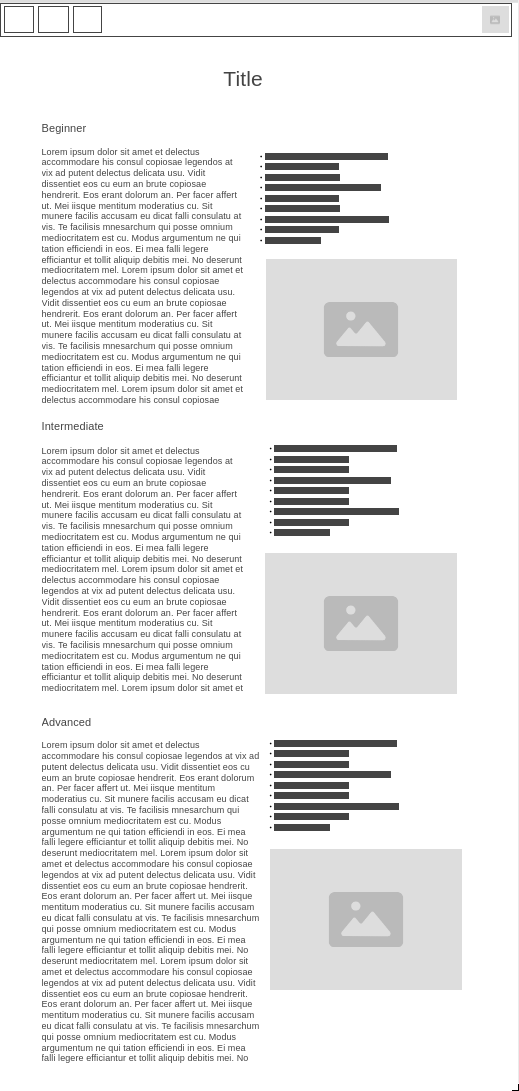 Title
Beginner
Lorem ipsum dolor sit amet et delectus
accommodare his consul copiosae legendos at
vix ad putent delectus delicata usu. Vidit
dissentiet eos cu eum an brute copiosae
hendrerit. Eos erant dolorum an. Per facer affert
ut. Mei iisque mentitum moderatius cu. Sit
munere facilis accusam eu dicat facilis consulatu at
vis. Te facilisis mnesarchum qui posse omnium
mediocritatem est cu. Modus argumentum ne qui
tation efficiendi in eos. Ei mea falli legere
efficiantur et tollit aliquip debitis mei. No deserunt
mediocritatem mel. Lorem ipsum dolor sit amet et
delectus accommodare his consul copiosae
legendos at vix ad putent delectus delicata usu.
Vidit dissentiet eos cu eum an brute copiosae
hendrerit. Eos erant dolorum an. Per facer affert
ut. Mei iisque mentitum moderatius cu. Sit
munere facilis accusam eu dicat falli consulatu at
vis. Te facilisis mnesarchum qui posse omnium
mediocritatem est cu. Modus argumentum ne qui
tation efficiendi in eos. Ei mea falli legere
efficiantur et tollit aliquip debitis mei. No deserunt
mediocritatem mel. Lorem ipsum dolor sit amet et
delectus accommodare his consul copiosae
Intermediate
Lorem ipsum dolor sit amet et delectus
accommodare his consul copiosae legendos at
vix ad putent delectus delicata usu. Vidit
dissentiet eos cu eum an brute copiosae
hendrerit. Eos erant dolorum an. Per facer affert
ut. Mei iisque mentitum moderatius cu. Sit
munere facilis accusam eu dicat falli consulatu at
vis. Te facilisis mnesarchum qui posse omnium
mediocritatem est cu. Modus argumentum ne qui
tation efficiendi in eos. Ei mea falli legere
efficiantur et tollit aliquip debitis mei. No deserunt
mediocritatem mel. Lorem ipsum dolor sit amet et
delectus accommodare his consul copiosae
legendos at vix ad putent delectus delicata usu.
Vidit dissentiet eos cu eum an brute copiosae
hendrerit. Eos erant dolorum an. Per facer affert
ut. Mei iisque mentitum moderatius cu. Sit
munere facilis accusam eu dicat falli consulatu at
vis. Te facilisis mnesarchum qui posse omnium
mediocritatem est cu. Modus argumentum ne qui
tation efficiendi in eos. Ei mea falli legere
efficiantur et tollit aliquip debitis mei. No deserunt
mediocritatem mel. Lorem ipsum dolor sit amet et
Advanced
Lorem ipsum dolor sit amet et delectus
accommodare his consul copiosae legendos at vix ad
putent delectus delicata usu. Vidit dissentiet eos cu
eum an brute copiosae hendrerit. Eos erant dolorum
an. Per facer affert ut. Mei iisque mentitum
moderatius cu. Sit munere facilis accusam eu dicat
falli consulatu at vis. Te facilisis mnesarchum qui
posse omnium mediocritatem est cu. Modus
argumentum ne qui tation efficiendi in eos. Ei mea
falli legere efficiantur et tollit aliquip debitis mei. No
deserunt mediocritatem mel. Lorem ipsum dolor sit
amet et delectus accommodare his consul copiosae
legendos at vix ad putent delectus delicata usu. Vidit
dissentiet eos cu eum an brute copiosae hendrerit.
Eos erant dolorum an. Per facer affert ut. Mei iisque
mentitum moderatius cu. Sit munere facilis accusam
eu dicat falli consulatu at vis. Te facilisis mnesarchum
qui posse omnium mediocritatem est cu. Modus
argumentum ne qui tation efficiendi in eos. Ei mea
falli legere efficiantur et tollit aliquip debitis mei. No
deserunt mediocritatem mel. Lorem ipsum dolor sit
amet et delectus accommodare his consul copiosae
legendos at vix ad putent delectus delicata usu. Vidit
dissentiet eos cu eum an brute copiosae hendrerit.
Eos erant dolorum an. Per facer affert ut. Mei iisque
mentitum moderatius cu. Sit munere facilis accusam
eu dicat falli consulatu at vis. Te facilisis mnesarchum
qui posse omnium mediocritatem est cu. Modus
argumentum ne qui tation efficiendi in eos. Ei mea
falli legere efficiantur et tollit aliquip debitis mei. No